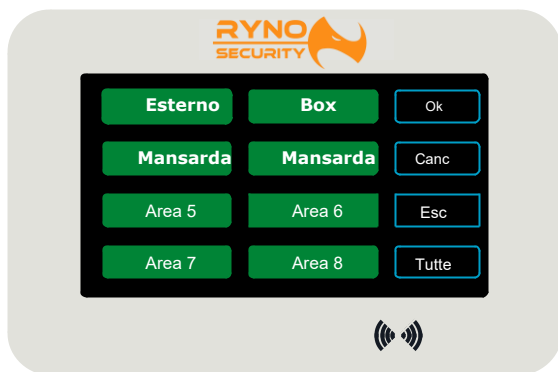 RYNO
SECURITY
Esterno Box Ok
Mansarda Mansarda Canc
Area 5 Area 6 Esc
Area 7 Area 8 Tutte